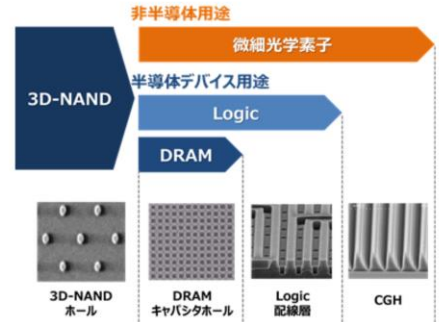 非半導体用途
微細光学素子
3D-NAND
半導体デバイス用途
Logic
DRAM
3D-NAND
ホール
DRAM
キャパシタホール
Logic
配線層
CGH